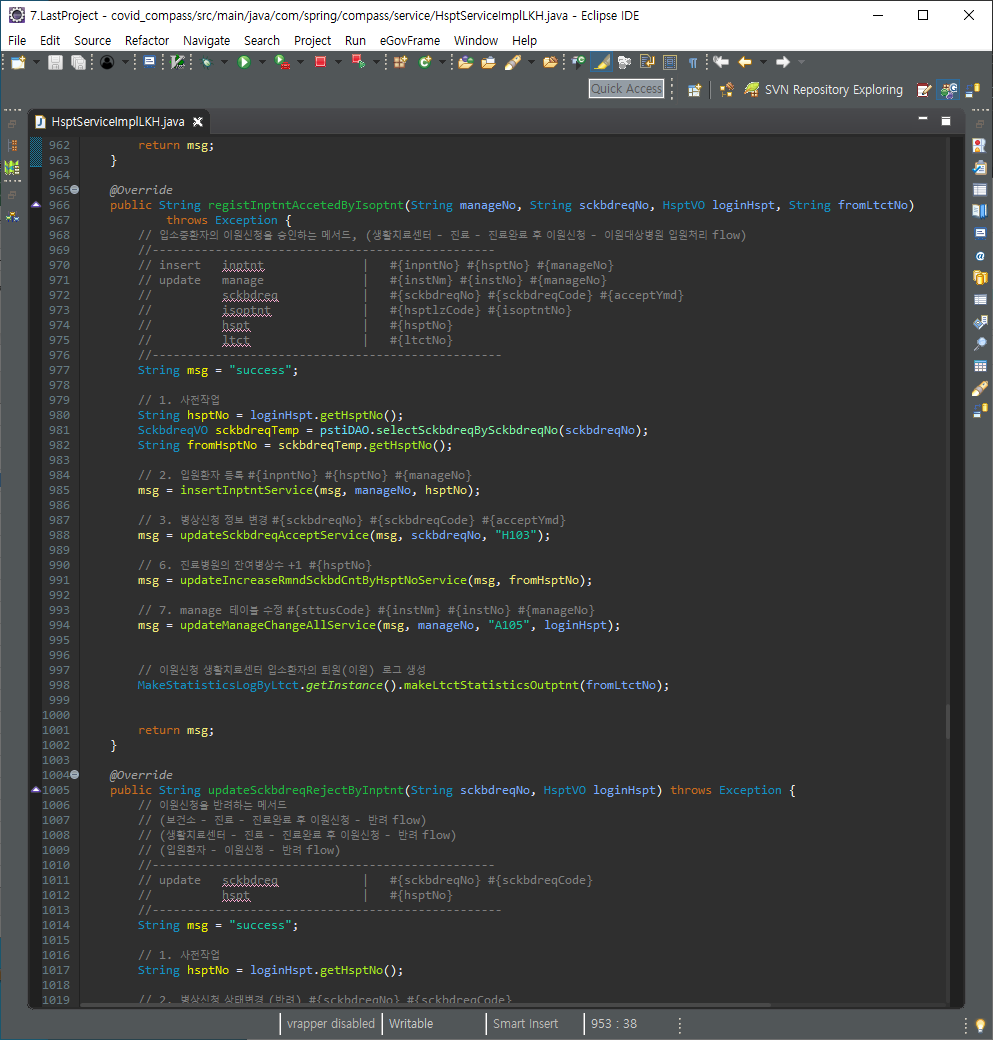 7.LastProject - covid_compass/src/main/java/com/spring/compass/service/HsptServiceImplLKH.java - Eclipse IDE
File Edit Source Refactor Navigate Search Project Run eGovFrame Window Help
Quick Access SVN Repository Exploring
HsptServiceImplLKH.java
962 return msg;
963 }
964
965 @Override
966 public String registInptntAccetedByIsoptnt(String manageNo, String sckbdreqNo, HsptVO loginHspt, String fromLtctNo)
967 throws Exception {
968 // 입소중환자의 이원신청을 승인하는 메서드, (생활치료센터 - 진료 - 진료완료 후 이원신청 - 이원대상병원 입원처리 flow)
969 //-------------------------------------------------
970 // insert inptnt | #{inpntNo} #{hsptNo} #{manageNo}
971 // update manage | #{instNm} #{instNo} #{manageNo}
972 // sckbdreq | #{sckbdreqNo} #{sckbdreqCode} #{acceptYmd}
973 // isoptnt | #{hsptlzCode} #{isoptntNo}
974 // hspt | #{hsptNo}
975 // ltct | #{ltctNo}
976 //--------------------------------------------------
977 String msg = "success";
978
979 // 1. 사전작업
980 String hsptNo = loginHspt.getHsptNo();
981 SckbdreqVO sckbdreqTemp = pstiDAO.selectSckbdreqBySckbdreqNo(sckbdreqNo);
982 String fromHsptNo = sckbdreqTemp.getHsptNo();
983
984 // 2. 입원환자 등록 #{inpntNo} #{hsptNo} #{manageNo}
985 msg = insertInptntService(msg, manageNo, hsptNo);
986
987 // 3. 병상신청 정보 변경 #{sckbdreqNo} #{sckbdreqCode} #{acceptYmd}
988 msg = updateSckbdreqAcceptService(msg, sckbdreqNo, "H103");
989
990 // 6. 진료병원의 잔여병상수 +1 #{hsptNo}
991 msg = updateIncreaseRmndSckbdCntByHsptNoService(msg, fromHsptNo);
992
993 // 7. manage 테이블 수정 #{sttusCode} #{instNm} #{instNo} #{manageNo}
994 msg = updateManageChangeAllService(msg, manageNo, "A105", loginHspt);
995
996
997 // 이원신청 생활치료센터 입소환자의 퇴원(이원) 로그 생성
998 MakeStatisticsLogByLtct.getInstance().makeLtctStatisticsOutptnt(fromLtctNo);
999
1000
1001 return msg;
1002 }
1003
1004 @Override
1005 public String updateSckbdreqRejectByInptnt(String sckbdreqNo, HsptVO loginHspt) throws Exception {
1006 // 이원신청을 반려하는 메서드
1007 // (보건소 - 진료 - 진료완료 후 이원신청 - 반려 flow)
1008 // (생활치료센터 - 진료 - 진료완료 후 이원신청 - 반려 flow)
1009 // (입원환자 - 이원신청 - 반려 flow)
1010 //-------------------------------------------------
1011 // update sckbdreq | #{sckbdreqNo} #{sckbdreqCode}
1012 // hspt | #{hsptNo}
1013 //--------------------------------------------------
1014 String msg = "success";
1015
1016 // 1. 사전작업
1017 String hsptNo = loginHspt.getHsptNo();
1018
1019 // 2. 병상신청 상태변경 (반려) #{sckbdreqNo} #{sckbdreqCode}
vrapper disabled Writable Smart Insert 953 : 38